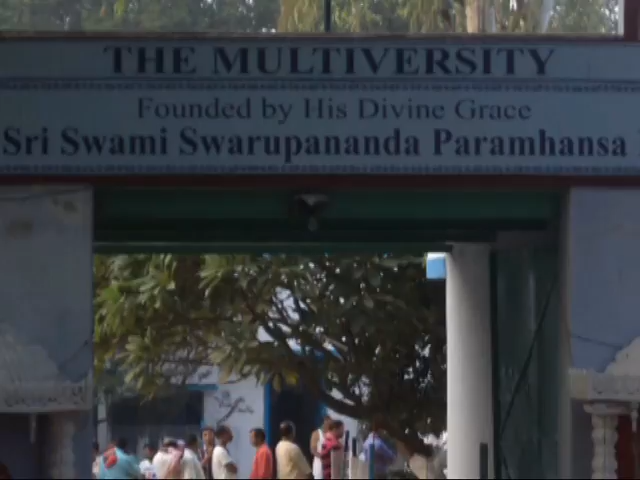 THE MULTIVERSITY
Founded by His Divine Grace
Sri Swami Swarupananda Paramhansa